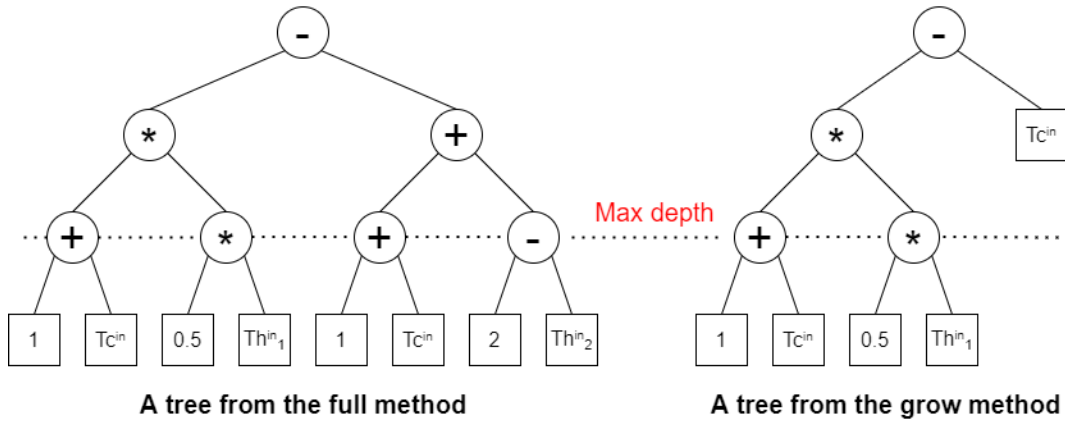 - -
* + * Tc^in
Max depth
+ * + - + *
1 Tc^in 0.5 Th^in_1 1 Tc^in 2 Th^in_2 1 Tc^in 0.5 Th^in_1
A tree from the full method A tree from the grow method